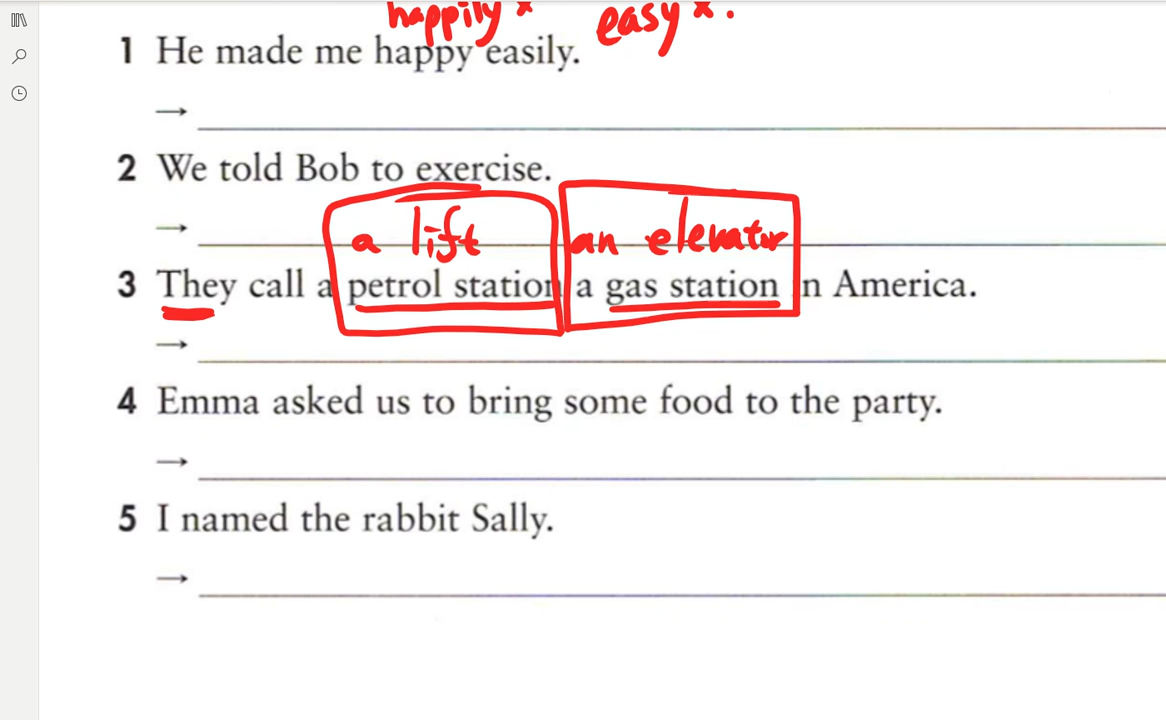 happily x easy x.
1 He made me happy easily.
→
2 We told Bob to exercise.
→ a lift an elevator
3 They call a petrol station a gas station in America.
→
4 Emma asked us to bring some food to the party.
→
5 I named the rabbit Sally.
→